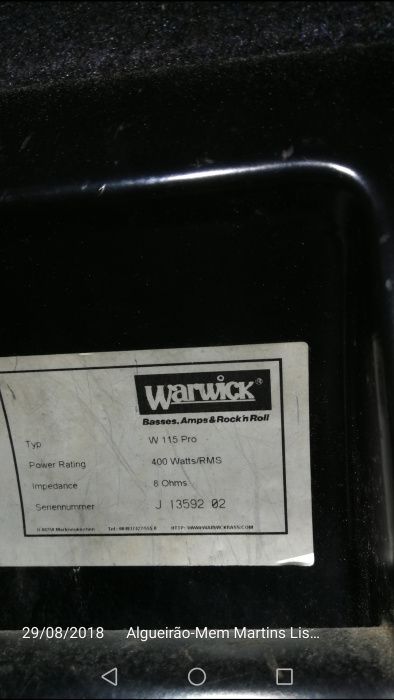 Warwick®
Basses, Amps & Rock'n Roll
Typ W 115 Pro
Power Rating 400 Watts/RMS
Impedance 8 Ohms
Seriennummer J 13592 02
29/08/2018 Algueirão-Mem Martins Lis...